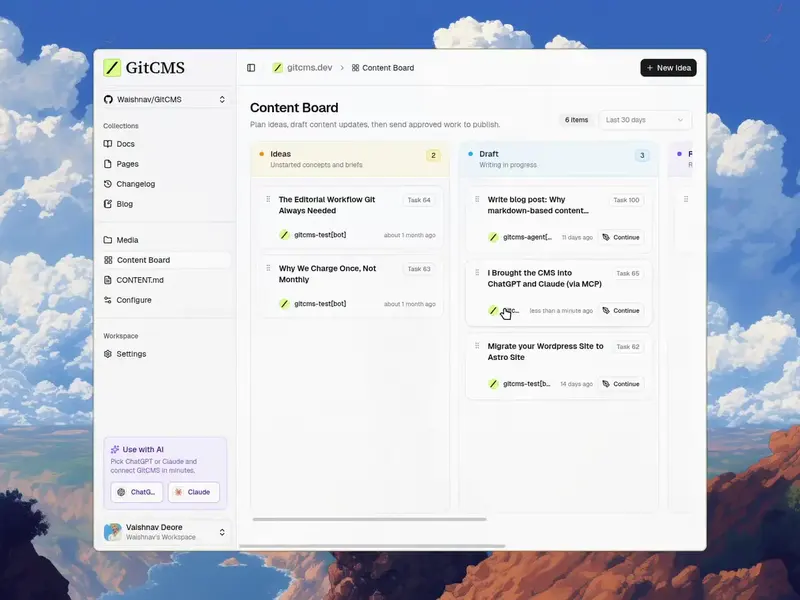 GitCMS
Waishnav/GitCMS
Collections
Docs
Pages
Changelog
Blog
Media
Content Board
CONTENT.md
Configure
Workspace
Settings
Use with AI
Pick ChatGPT or Claude and
connect GitCMS in minutes.
ChatG...
Claude
Vaishnav Deore
Waishnav's Workspace
gitcms.dev
Content Board
+ New Idea
Content Board
Plan ideas, draft content updates, then send approved work to publish.
6 items
Last 30 days
Ideas
2
Unstarted concepts and briefs
The Editorial Workflow Git
Always Needed
Task 64
gitcms-test[bot]
about 1 month ago
Why We Charge Once, Not
Monthly
Task 63
gitcms-test[bot]
about 1 month ago
Draft
3
Writing in progress
Write blog post: Why
markdown-based content...
Task 100
gitcms-agent[...
11 days ago
Continue
I Brought the CMS Into
ChatGPT and Claude (via MCP)
Task 65
less than a minute ago
Continue
Migrate your Wordpress Site to
Astro Site
Task 62
gitcms-test[b...
14 days ago
Continue